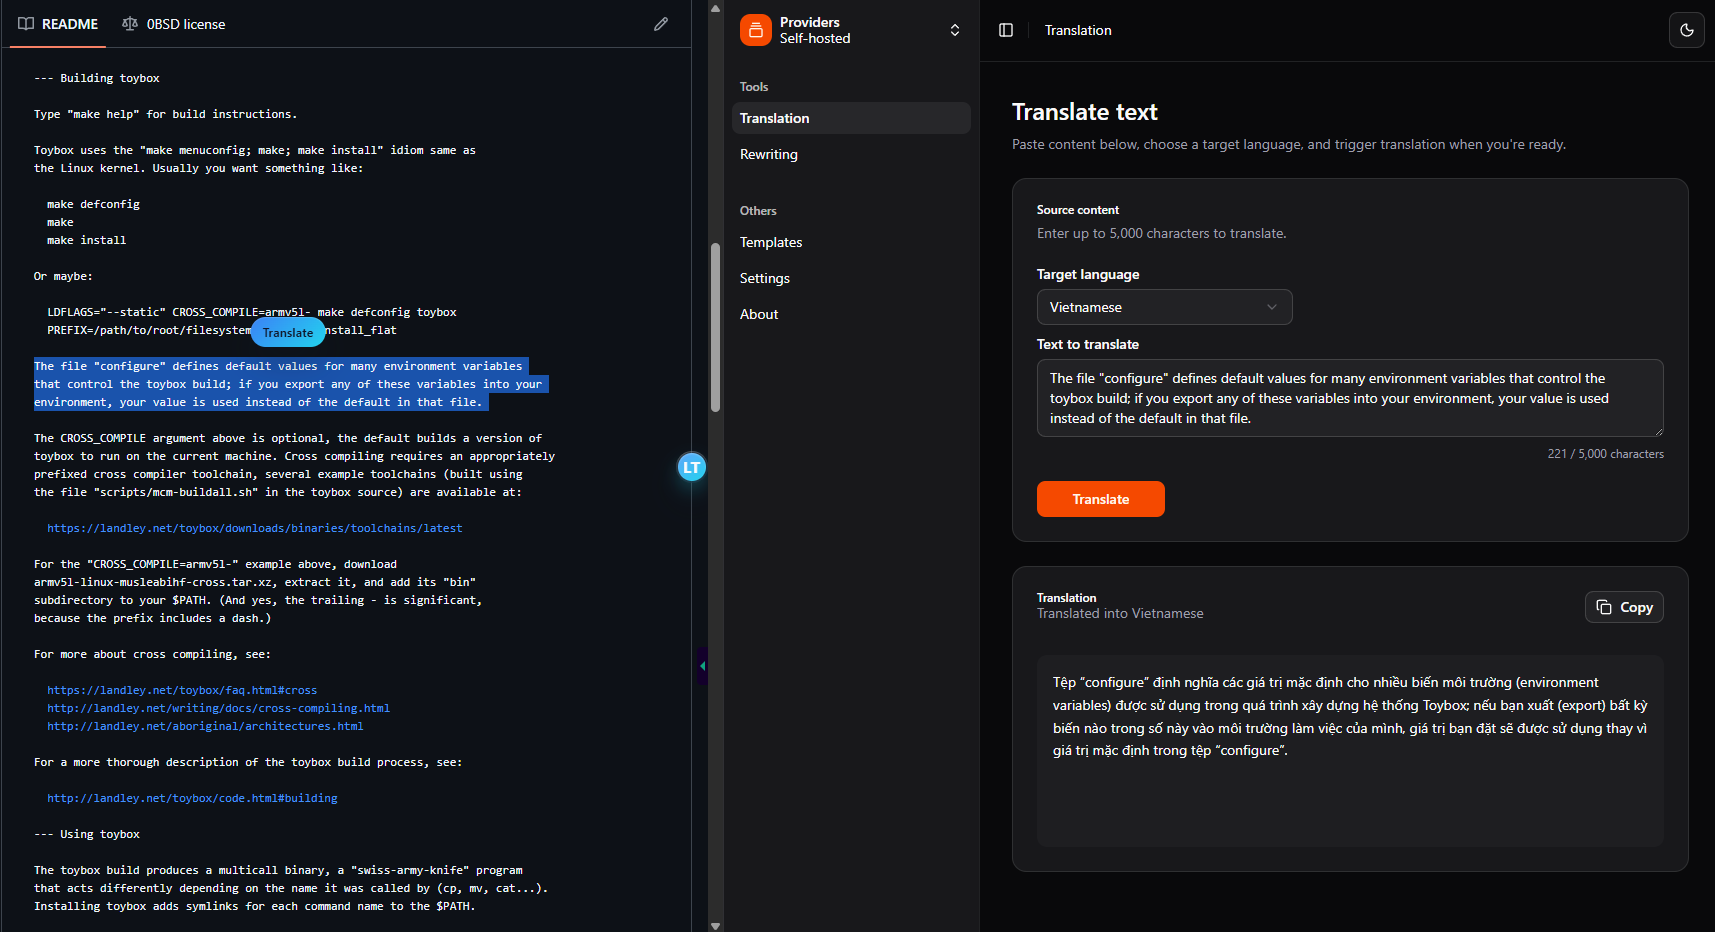 README
0BSD license
--- Building toybox
Type "make help" for build instructions.
Toybox uses the "make menuconfig; make; make install" idiom same as
the Linux kernel. Usually you want something like:
make defconfig
make
make install
Or maybe:
LDFLAGS="--static" CROSS_COMPILE=armv5l- make defconfig toybox
PREFIX=/path/to/root/filesystem
nstall_flat
Translate
The file "configure" defines default values for many environment variables
that control the toybox build; if you export any of these variables into your
environment, your value is used instead of the default in that file.
The CROSS_COMPILE argument above is optional, the default builds a version of
toybox to run on the current machine. Cross compiling requires an appropriately
prefixed cross compiler toolchain, several example toolchains (built using
the file "scripts/mcm-buildall.sh" in the toybox source) are available at:
https://landley.net/toybox/downloads/binaries/toolchains/latest
For the "CROSS_COMPILE=armv5l-" example above, download
armv5l-linux-musleabihf-cross.tar.xz, extract it, and add its "bin"
subdirectory to your $PATH. (And yes, the trailing - is significant,
because the prefix includes a dash.)
For more about cross compiling, see:
https://landley.net/toybox/faq.html#cross
http://landley.net/writing/docs/cross-compiling.html
http://landley.net/aboriginal/architectures.html
For a more thorough description of the toybox build process, see:
http://landley.net/toybox/code.html#building
--- Using toybox
The toybox build produces a multicall binary, a "swiss-army-knife" program
that acts differently depending on the name it was called by (cp, mv, cat...).
Installing toybox adds symlinks for each command name to the $PATH.
LT
Providers
Self-hosted
Tools
Translation
Rewriting
Others
Templates
Settings
About
Translation
Translate text
Paste content below, choose a target language, and trigger translation when you're ready.
Source content
Enter up to 5,000 characters to translate.
Target language
Vietnamese
Text to translate
The file "configure" defines default values for many environment variables that control the
toybox build; if you export any of these variables into your environment, your value is used
instead of the default in that file.
221 / 5,000 characters
Translate
Translation
Translated into Vietnamese
Copy
Tệp “configure” định nghĩa các giá trị mặc định cho nhiều biến môi trường (environment
variables) được sử dụng trong quá trình xây dựng hệ thống Toybox; nếu bạn xuất (export) bất kỳ
biến nào trong số này vào môi trường làm việc của mình, giá trị bạn đặt sẽ được sử dụng thay vì
giá trị mặc định trong tệp “configure”.